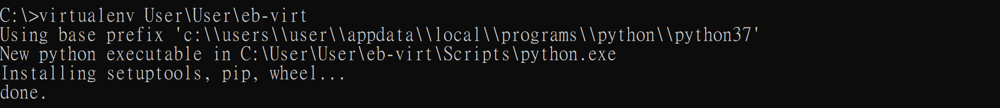 C:\>virtualenv User\User\eb-virt
Using base prefix 'c:\\users\\user\\appdata\\local\\programs\\python\\python37'
New python executable in C:\User\User\eb-virt\Scripts\python.exe
Installing setuptools, pip, wheel...
done.